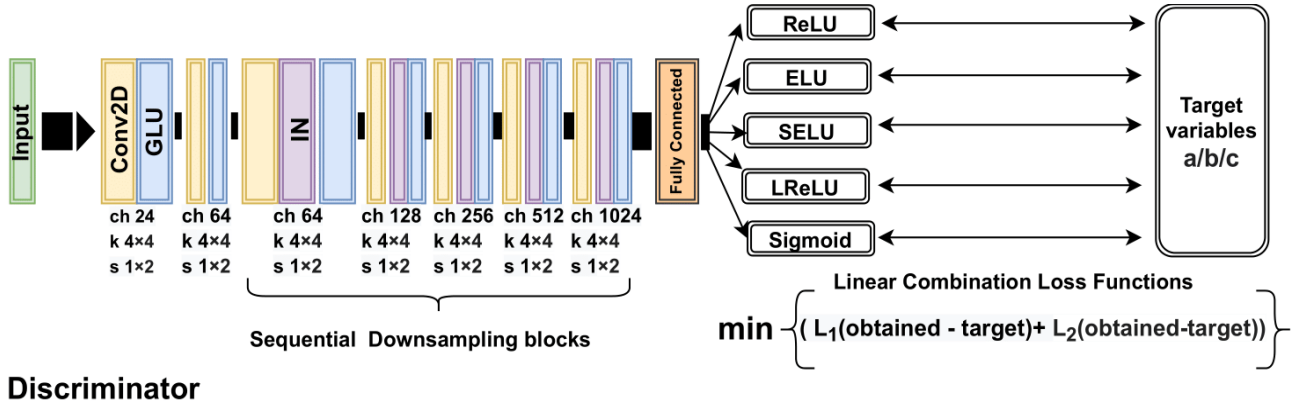 Input
Conv2D
GLU
IN
Fully Connected
ch 24
k 4×4
s 1×2
ch 64
k 4×4
s 1×2
ch 64
k 4×4
s 1×2
ch 128
k 4×4
s 1×2
ch 256
k 4×4
s 1×2
ch 512
k 4×4
s 1×2
ch 1024
k 4×4
s 1×2
Sequential Downsampling blocks
ReLU
ELU
SELU
LReLU
Sigmoid
Target
variables
a/b/c
Linear Combination Loss Functions
min { ( L₁(obtained - target)+ L₂(obtained-target)) }
Discriminator